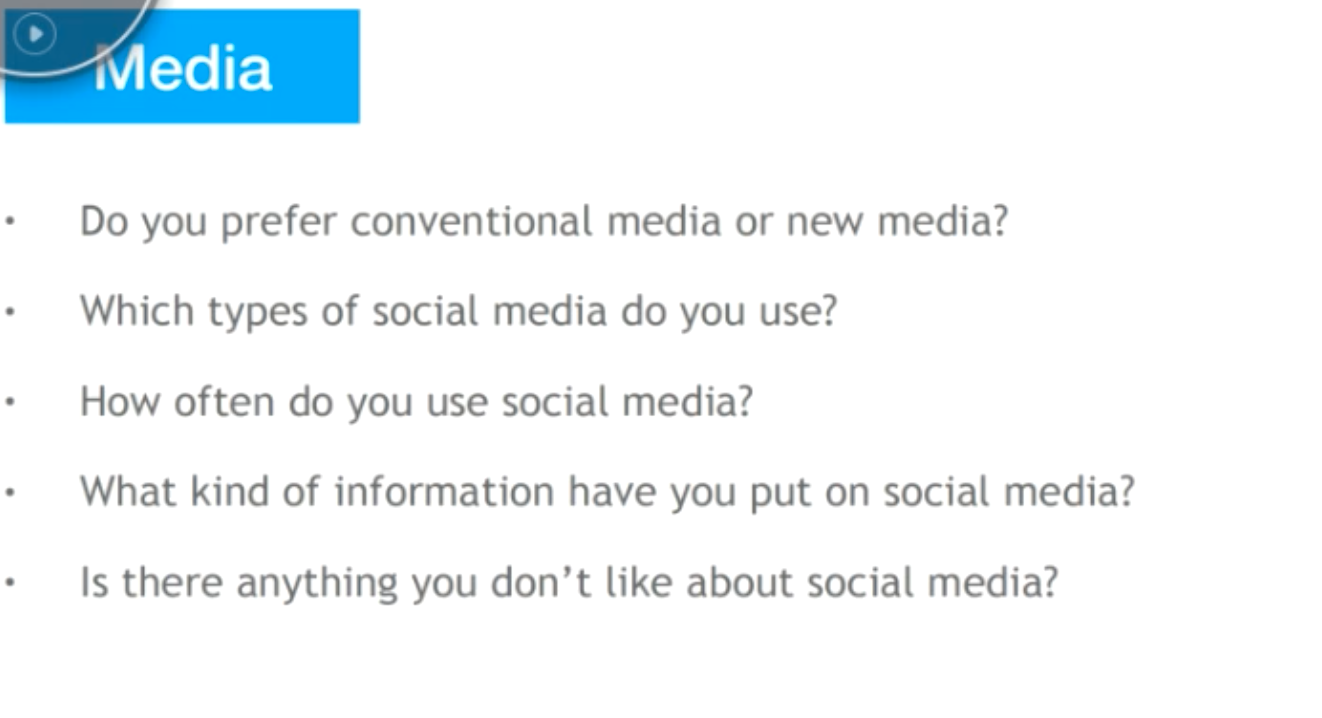 Media
· Do you prefer conventional media or new media?
· Which types of social media do you use?
· How often do you use social media?
· What kind of information have you put on social media?
· Is there anything you don’t like about social media?